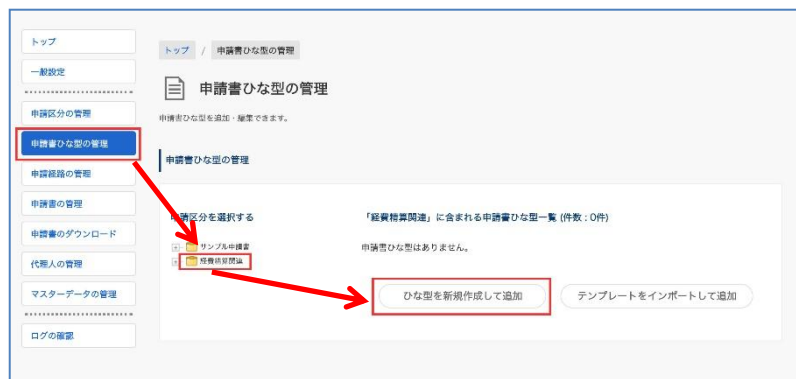 トップ
一般設定
申請区分の管理
申請書ひな型の管理
申請経路の管理
申請書の管理
申請書のダウンロード
代理人の管理
マスターデータの管理
ログの確認
トップ / 申請書ひな型の管理
申請書ひな型の管理
申請書ひな型を追加・編集できます。
申請書ひな型の管理
申請区分を選択する
サンプル申請書
経費精算関連
「経費精算関連」に含まれる申請書ひな型一覧 (件数 : 0件)
申請書ひな型はありません。
ひな型を新規作成して追加
テンプレートをインポートして追加